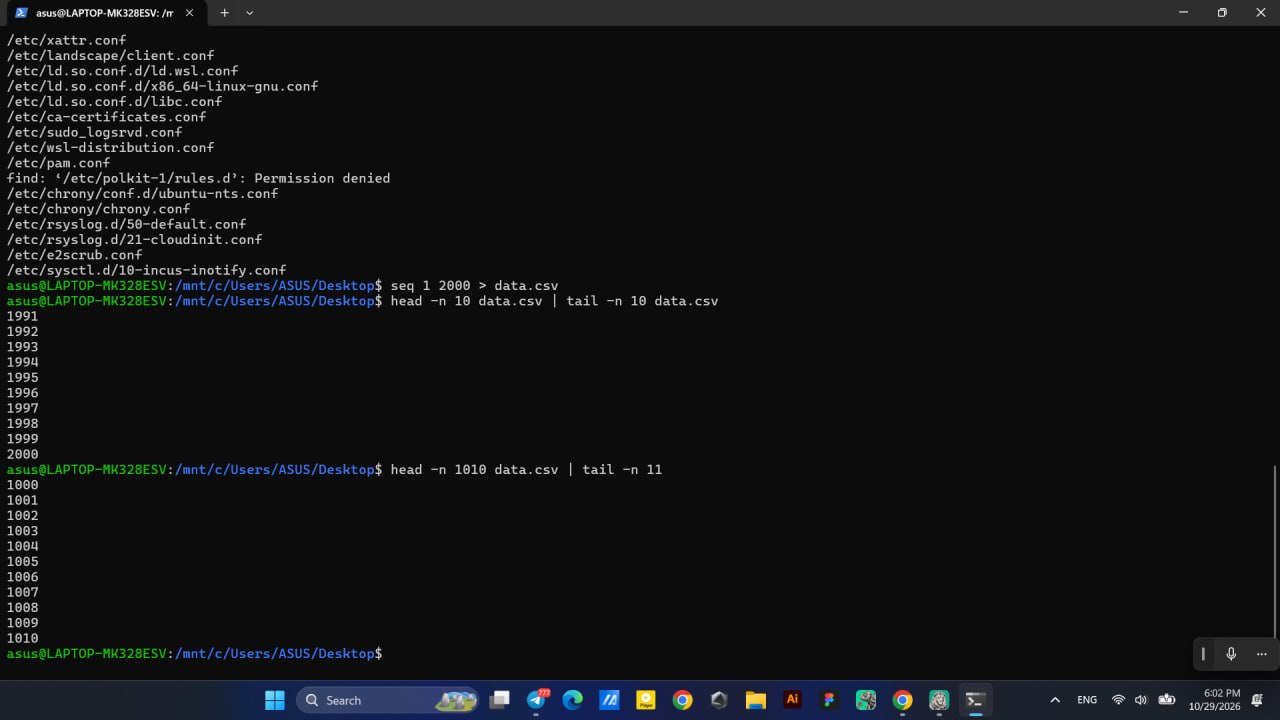 asus@LAPTOP-MK328ESV: /m
/etc/xattr.conf
/etc/landscape/client.conf
/etc/ld.so.conf.d/ld.wsl.conf
/etc/ld.so.conf.d/x86_64-linux-gnu.conf
/etc/ld.so.conf.d/libc.conf
/etc/ca-certificates.conf
/etc/sudo_logsrvd.conf
/etc/wsl-distribution.conf
/etc/pam.conf
find: ‘/etc/polkit-1/rules.d’: Permission denied
/etc/chrony/conf.d/ubuntu-nts.conf
/etc/chrony/chrony.conf
/etc/rsyslog.d/50-default.conf
/etc/rsyslog.d/21-cloudinit.conf
/etc/e2scrub.conf
/etc/sysctl.d/10-incus-inotify.conf
asus@LAPTOP-MK328ESV:/mnt/c/Users/ASUS/Desktop$ seq 1 2000 > data.csv
asus@LAPTOP-MK328ESV:/mnt/c/Users/ASUS/Desktop$ head -n 10 data.csv | tail -n 10 data.csv
1991
1992
1993
1994
1995
1996
1997
1998
1999
2000
asus@LAPTOP-MK328ESV:/mnt/c/Users/ASUS/Desktop$ head -n 1010 data.csv | tail -n 11
1000
1001
1002
1003
1004
1005
1006
1007
1008
1009
1010
asus@LAPTOP-MK328ESV:/mnt/c/Users/ASUS/Desktop$
Search
777
Player
Ai
ENG
6:02 PM
10/29/2026